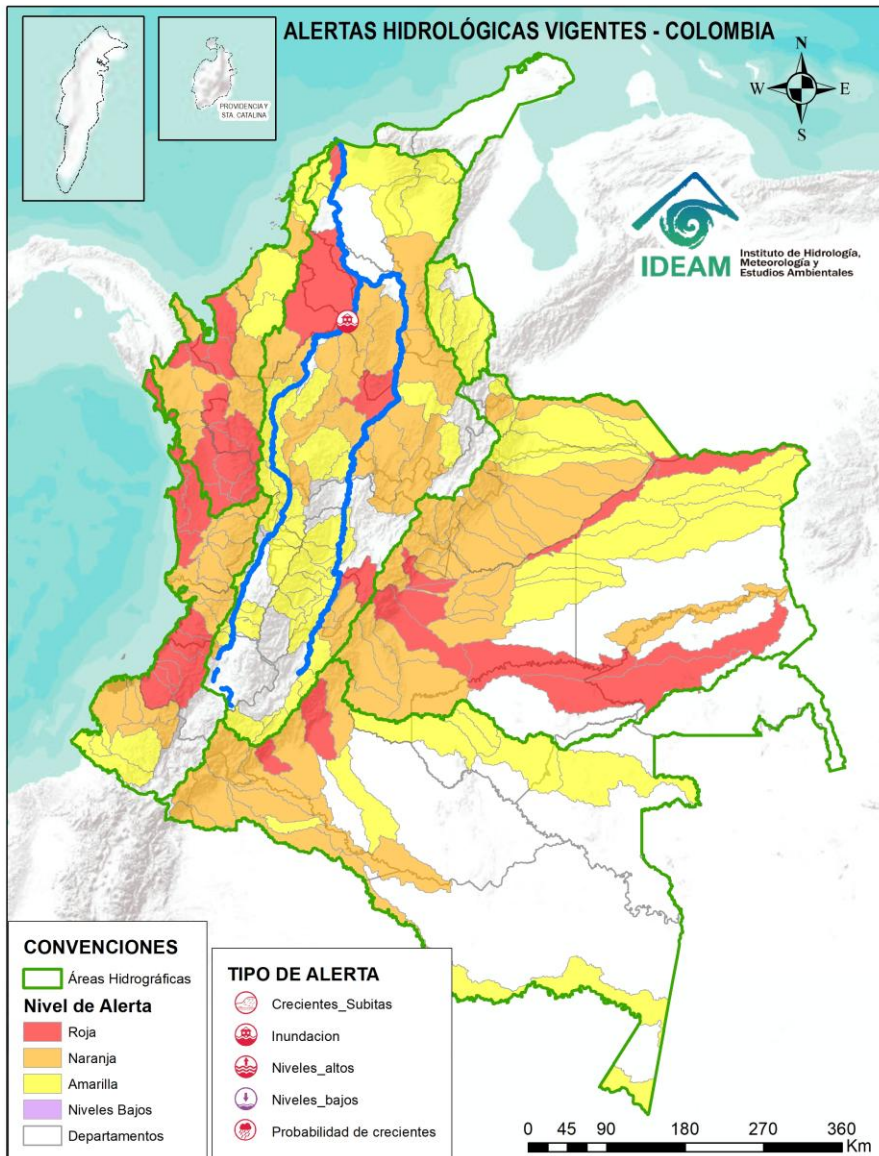 ALERTAS HIDROLÓGICAS VIGENTES - COLOMBIA
PROVIDENCIA Y
STA. CATALINA
N
W E
S
IDEAM
Instituto de Hidrología,
Meteorología y
Estudios Ambientales
CONVENCIONES
Áreas Hidrográficas
Nivel de Alerta
Roja
Naranja
Amarilla
Niveles Bajos
Departamentos
TIPO DE ALERTA
Crecientes_Subitas
Inundacion
Niveles_altos
Niveles_bajos
Probabilidad de crecientes
0 45 90 180 270 360
Km